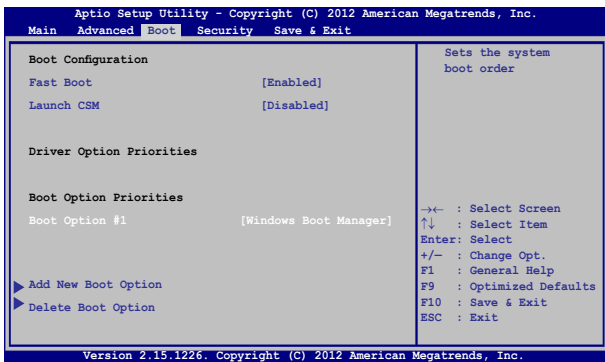 Aptio Setup Utility - Copyright (C) 2012 American Megatrends, Inc.
Main Advanced Boot Security Save & Exit
Boot Configuration
Fast Boot [Enabled]
Launch CSM [Disabled]
Driver Option Priorities
Boot Option Priorities
Boot Option #1 [Windows Boot Manager]
Add New Boot Option
Delete Boot Option
Sets the system
boot order
→← : Select Screen
↑↓ : Select Item
Enter: Select
+/— : Change Opt.
F1 : General Help
F9 : Optimized Defaults
F10 : Save & Exit
ESC : Exit
Version 2.15.1226. Copyright (C) 2012 American Megatrends, Inc.